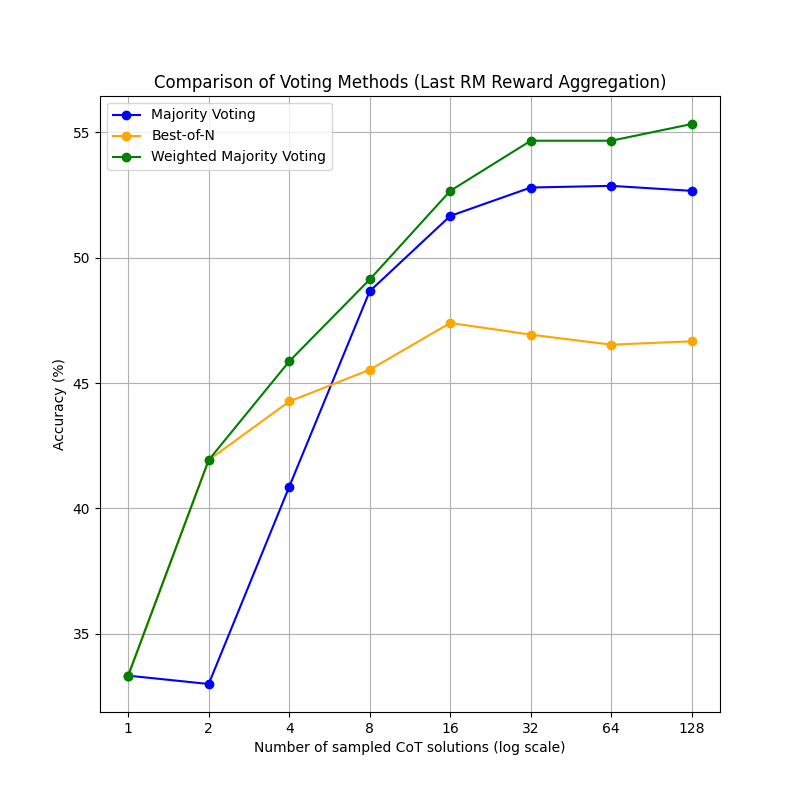 Comparison of Voting Methods (Last RM Reward Aggregation)
Majority Voting
Best-of-N
Weighted Majority Voting
Accuracy (%)
55
50
45
40
35
1 2 4 8 16 32 64 128
Number of sampled CoT solutions (log scale)